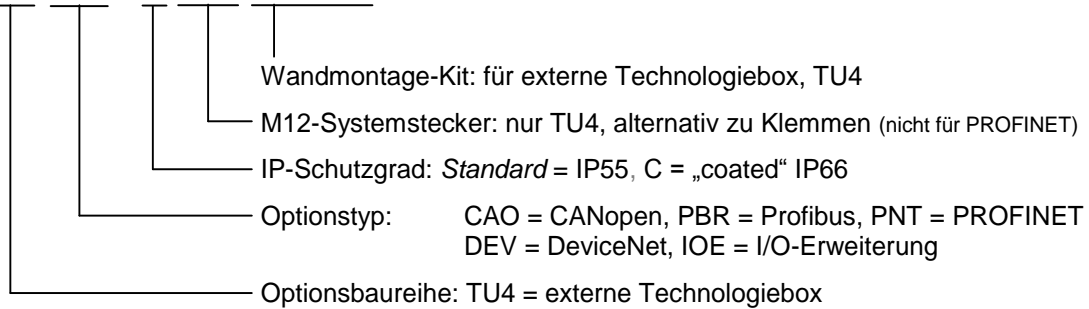 Wandmontage-Kit: für externe Technologiebox, TU4
M12-Systemstecker: nur TU4, alternativ zu Klemmen (nicht für PROFINET)
IP-Schutzgrad: Standard = IP55, C = „coated“ IP66
Optionstyp: CAO = CANopen, PBR = Profibus, PNT = PROFINET
DEV = DeviceNet, IOE = I/O-Erweiterung
Optionsbaureihe: TU4 = externe Technologiebox